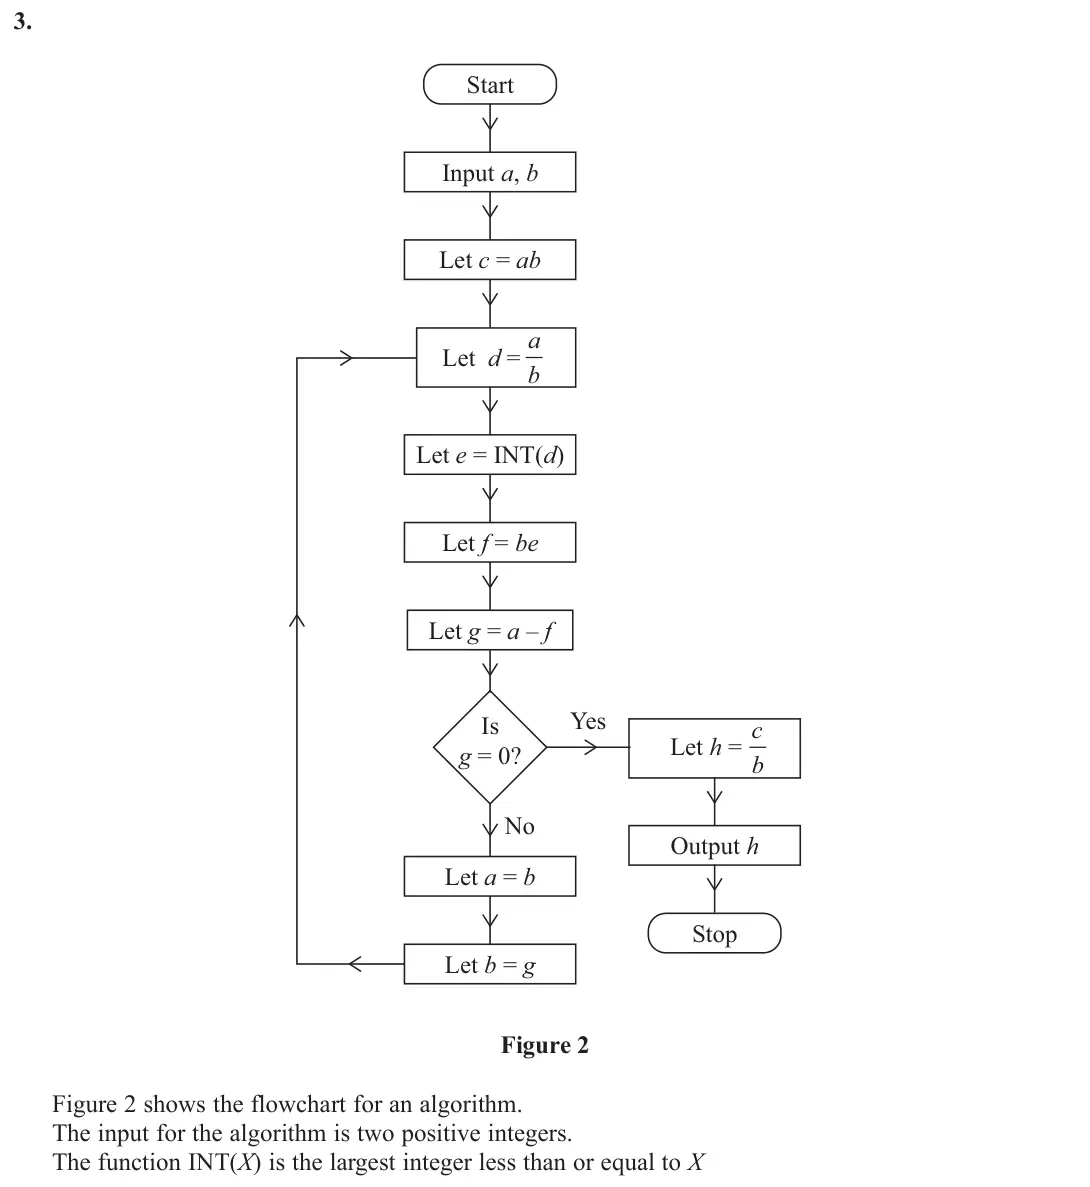 3.
Start
Input a, b
Let c = ab
Let d = a/b
Let e = INT(d)
Let f = be
Let g = a – f
Is
g = 0?
Yes
Let h = c/b
No
Output h
Let a = b
Stop
Let b = g
Figure 2
Figure 2 shows the flowchart for an algorithm.
The input for the algorithm is two positive integers.
The function INT(X) is the largest integer less than or equal to X